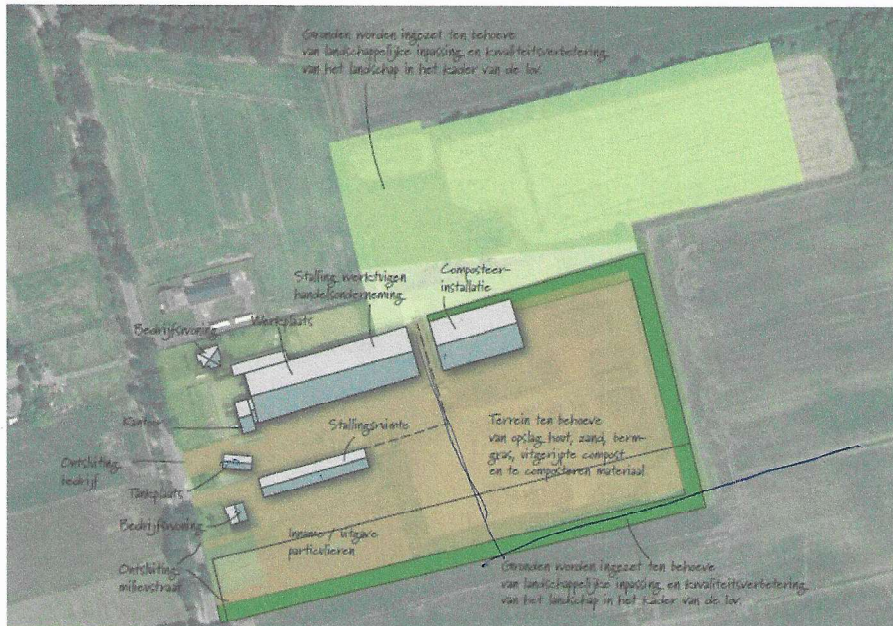 Gronden worden ingezet ten behoeve
van landschappelijke inpassing en kwaliteitsverbetering
van het landschap in het kader van de lov.
Stalling werktuigen
handelsonderneming
Composteer-
installatie
Bedrijfswoning
Werkplaats
Kantoor
Stallingsruimte
Terrein ten behoeve
van opslag hout, zand, berm-
gras, uitgerijpte compost
en te composteren materiaal
Ontsluiting
bedrijf
Tankplaats
Bedrijfswoning
Inname / uitgave
particulieren
Ontsluiting
milieustraat
Gronden worden ingezet ten behoeve
van landschappelijke inpassing en kwaliteitsverbetering
van het landschap in het kader van de lov.